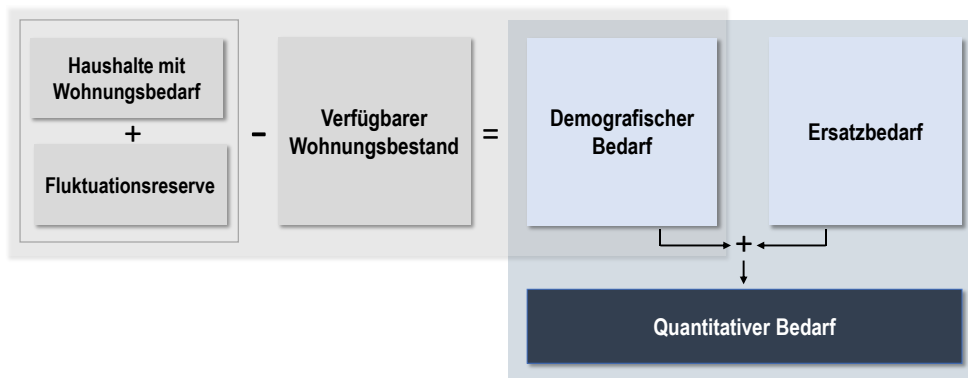 Haushalte mit
Wohnungsbedarf
+
Fluktuationsreserve
-
Verfügbarer
Wohnungsbestand
=
Demografischer
Bedarf
Ersatzbedarf
+
Quantitativer Bedarf